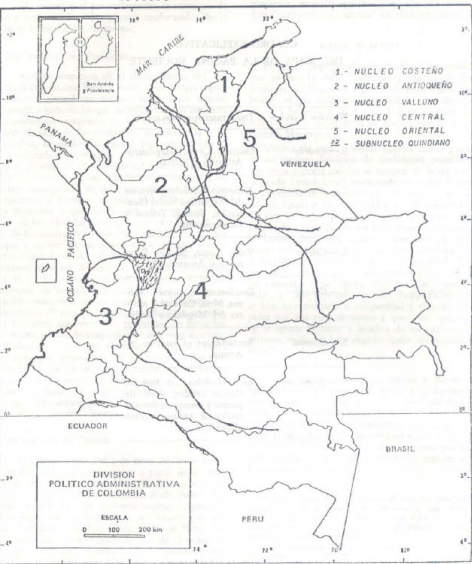 MAR CARIBE
San Andrés
y Providencia
1.- NUCLEO COSTEÑO
2 - NUCLEO ANTIOQUEÑO
3 - NUCLEO VALLUNO
4 - NUCLEO CENTRAL
5 - NUCLEO ORIENTAL
- SUBNUCLEO QUINDIANO
1
5
PANAMA
VENEZUELA
2
OCEANO PACIFICO
4
3
ECUADOR
BRASIL
PERU
DIVISION
POLITICO ADMINISTRATIVA
DE COLOMBIA
ESCALA
0 100 200 km